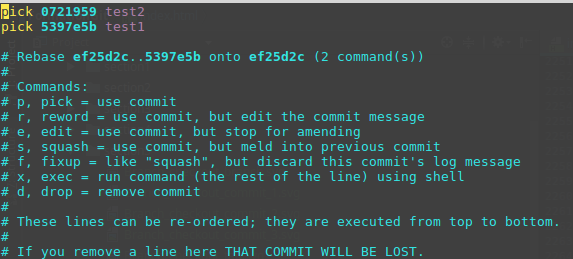 pick 0721959 test2
pick 5397e5b test1

# Rebase ef25d2c..5397e5b onto ef25d2c (2 command(s))
#
# Commands:
# p, pick = use commit
# r, reword = use commit, but edit the commit message
# e, edit = use commit, but stop for amending
# s, squash = use commit, but meld into previous commit
# f, fixup = like "squash", but discard this commit's log message
# x, exec = run command (the rest of the line) using shell
# d, drop = remove commit
#
# These lines can be re-ordered; they are executed from top to bottom.
#
# If you remove a line here THAT COMMIT WILL BE LOST.